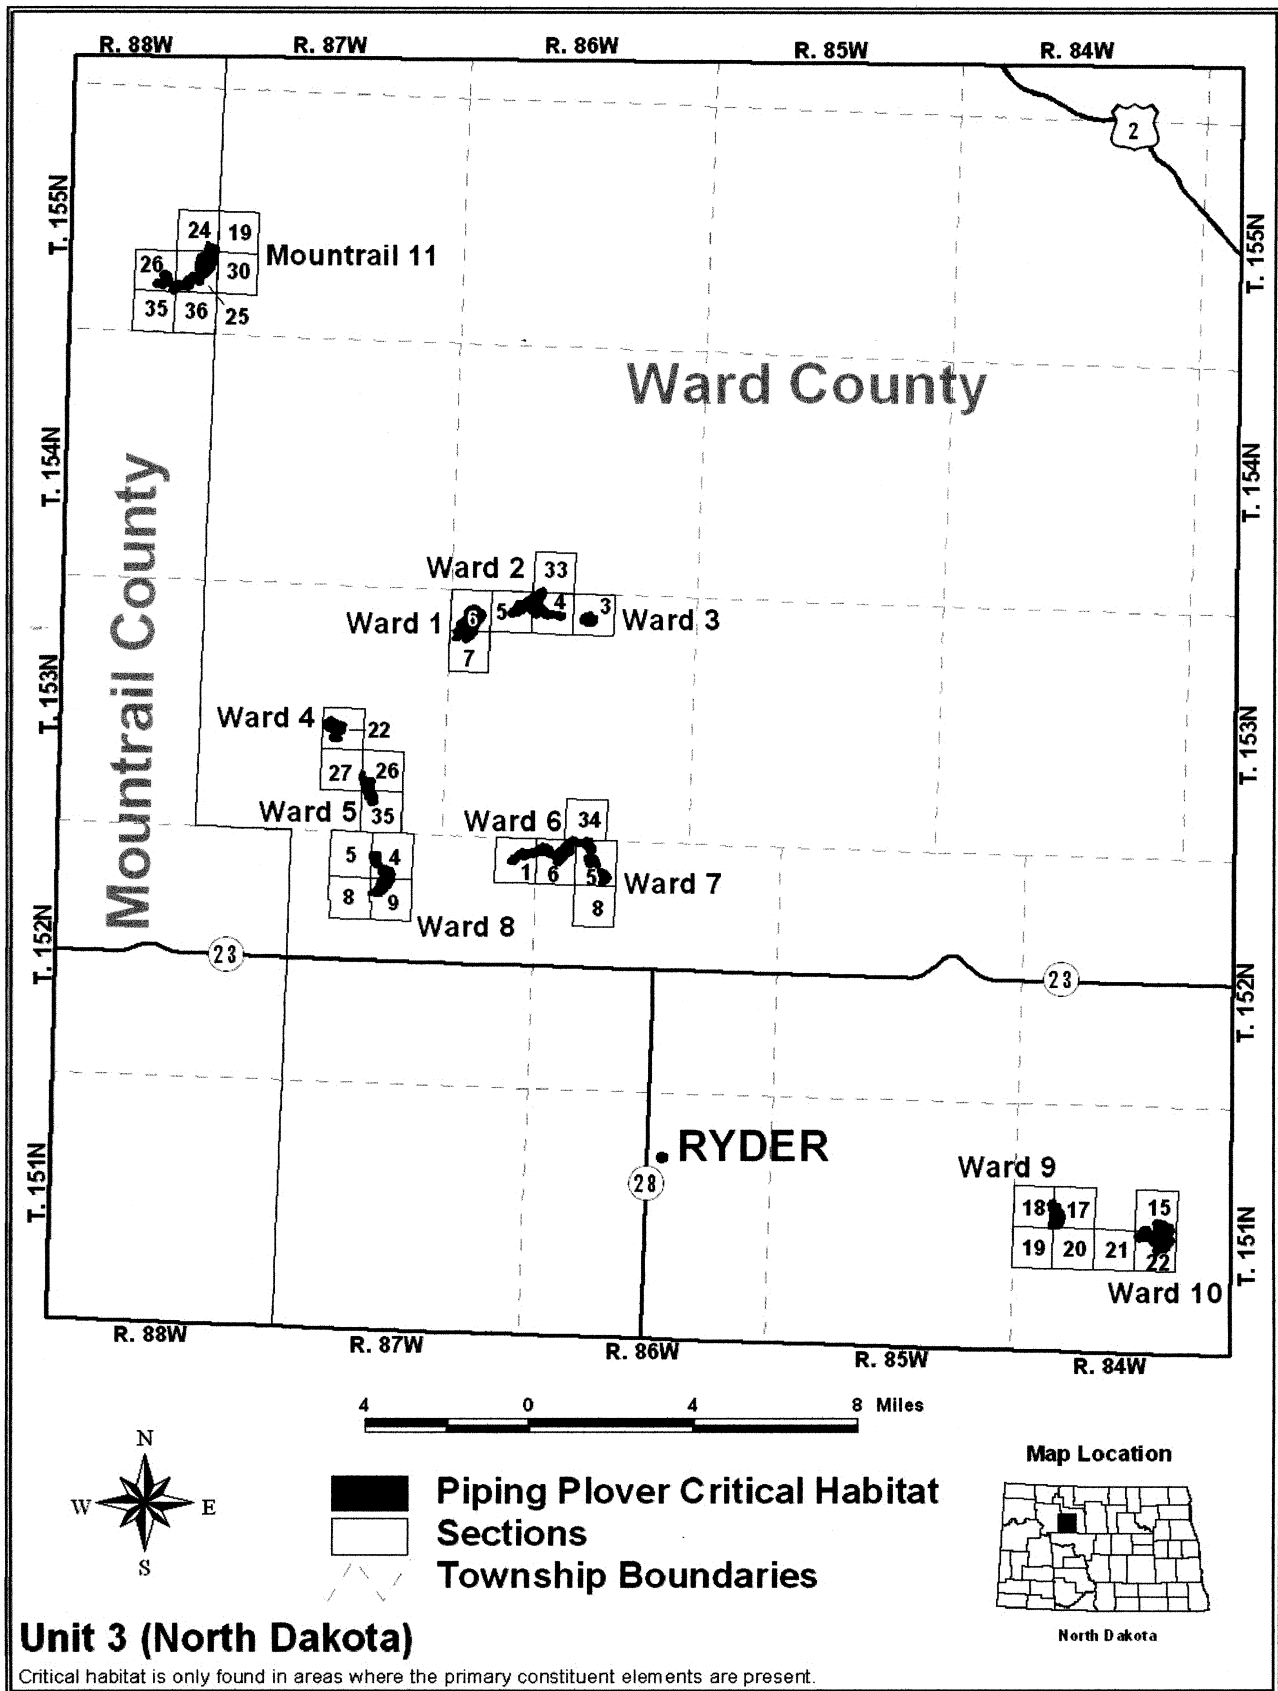 R. 88W R. 87W R. 86W R. 85W R. 84W
2
T. 155N
T. 155N
24 19
Mountrail 11
26
30
35 36 25
Ward County
T. 154N
T. 154N
Mountrail County
Ward 2 33
Ward 1 6 5 4 3 Ward 3
7
T. 153N
T. 153N
Ward 4 22
27 26
Ward 5 35
Ward 6 34
5 4
1 6 5 Ward 7
8 9
8
Ward 8
T. 152N
T. 152N
23
23
RYDER
28
T. 151N
T. 151N
Ward 9
18 17 15
19 20 21 22
Ward 10
R. 88W R. 87W R. 86W R. 85W R. 84W
4 0 4 8 Miles
N
W E
S
Piping Plover Critical Habitat
Sections
Township Boundaries
Map Location
North Dakota
Unit 3 (North Dakota)
Critical habitat is only found in areas where the primary constituent elements are present.